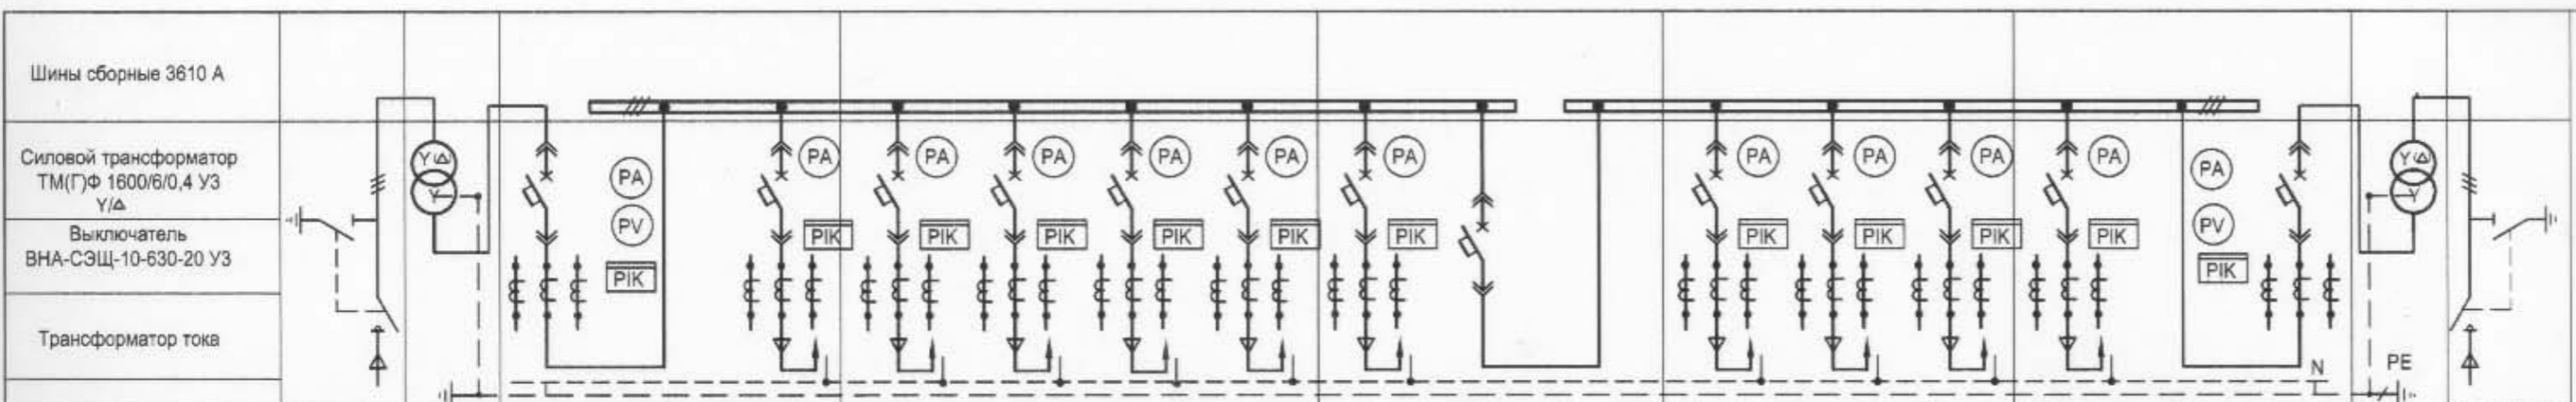 Шины сборные 3610 А
Силовой трансформатор
ТМ(Г)Ф 1600/6/0,4 У3
Y/Δ
Выключатель
ВНА-СЭЩ-10-630-20 У3
Трансформатор тока
Y/Δ
Y
PA
PV
PIK
PA
PIK
PA
PIK
PA
PIK
PA
PIK
PA
PIK
PA
PIK
PA
PIK
PA
PIK
PA
PIK
PA
PIK
PA
PV
PIK
Y/Δ
Y
N
PE